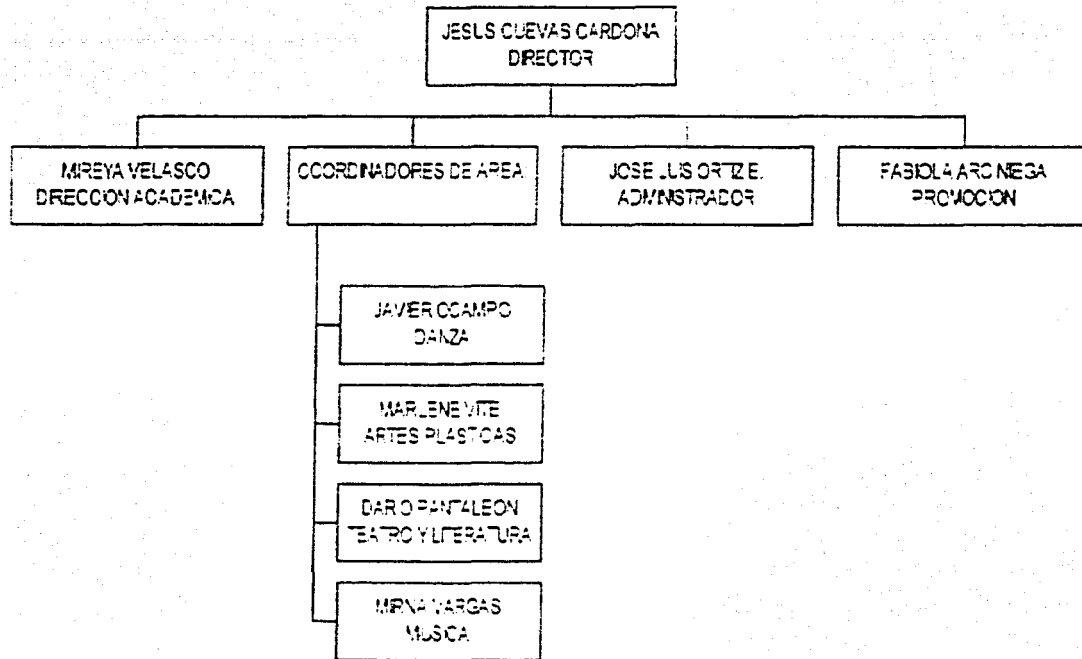 JESUS CUEVAS CARDONA
DIRECTOR
MIREYA VELASCO
DIRECCION ACADEMICA
COORDINADORES DE AREA
JOSE LUIS ORTIZ E.
ADMINISTRADOR
FABIOLA ARCINIEGA
PROMOCION
JAVIER OCAMPO
DANZA
MARLENE VITE
ARTES PLASTICAS
DARIO PANTALEON
TEATRO Y LITERATURA
MIRNA VARGAS
MUSICA